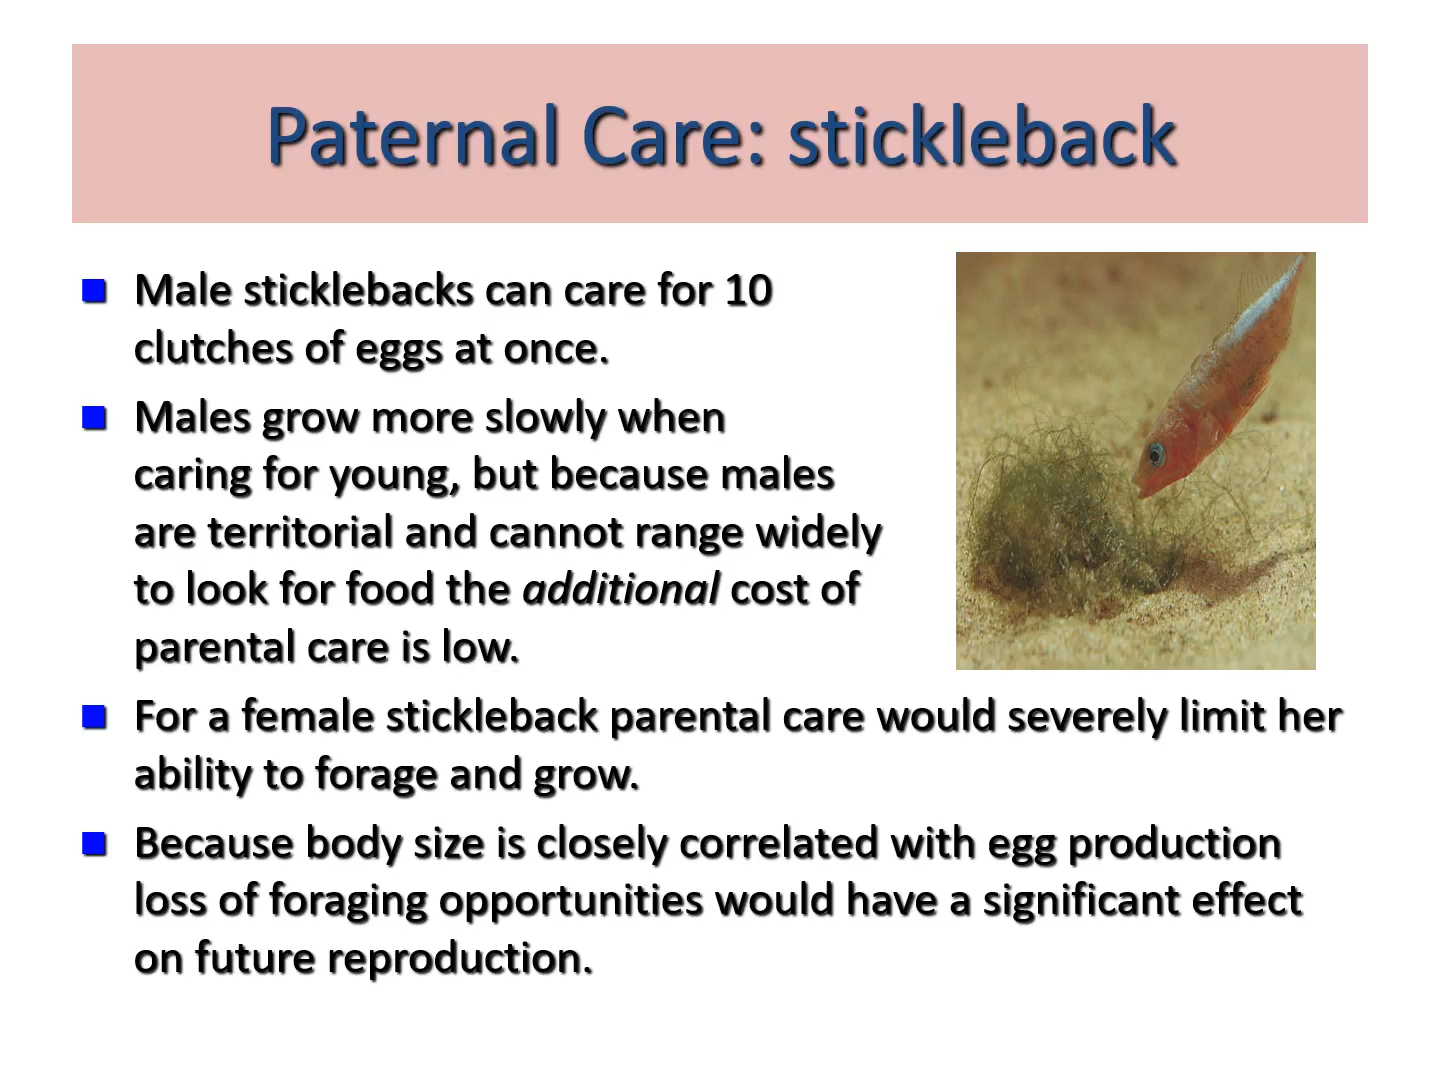 Paternal Care: stickleback
Male sticklebacks can care for 10
clutches of eggs at once.
Males grow more slowly when
caring for young, but because males
are territorial and cannot range widely
to look for food the additional cost of
parental care is low.
For a female stickleback parental care would severely limit her
ability to forage and grow.
Because body size is closely correlated with egg production
loss of foraging opportunities would have a significant effect
on future reproduction.